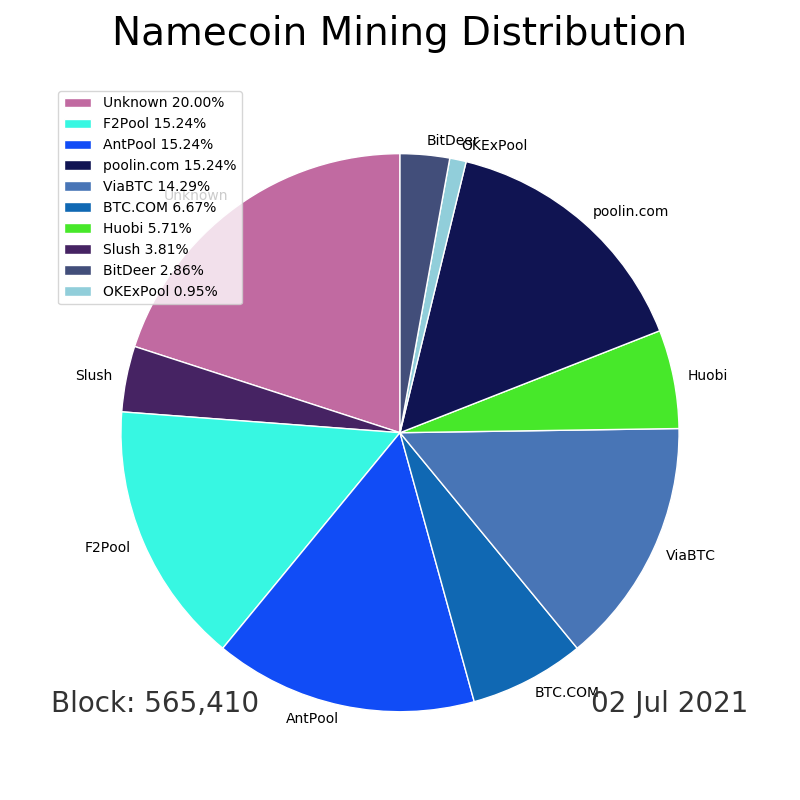 Namecoin Mining Distribution
Unknown 20.00%
F2Pool 15.24%
AntPool 15.24%
poolin.com 15.24%
ViaBTC 14.29%
BTC.COM 6.67%
Huobi 5.71%
Slush 3.81%
BitDeer 2.86%
OKExPool 0.95%
BitDeer
OKExPool
Unknown
poolin.com
Slush
Huobi
F2Pool
ViaBTC
BTC.COM
AntPool
Block: 565,410
02 Jul 2021